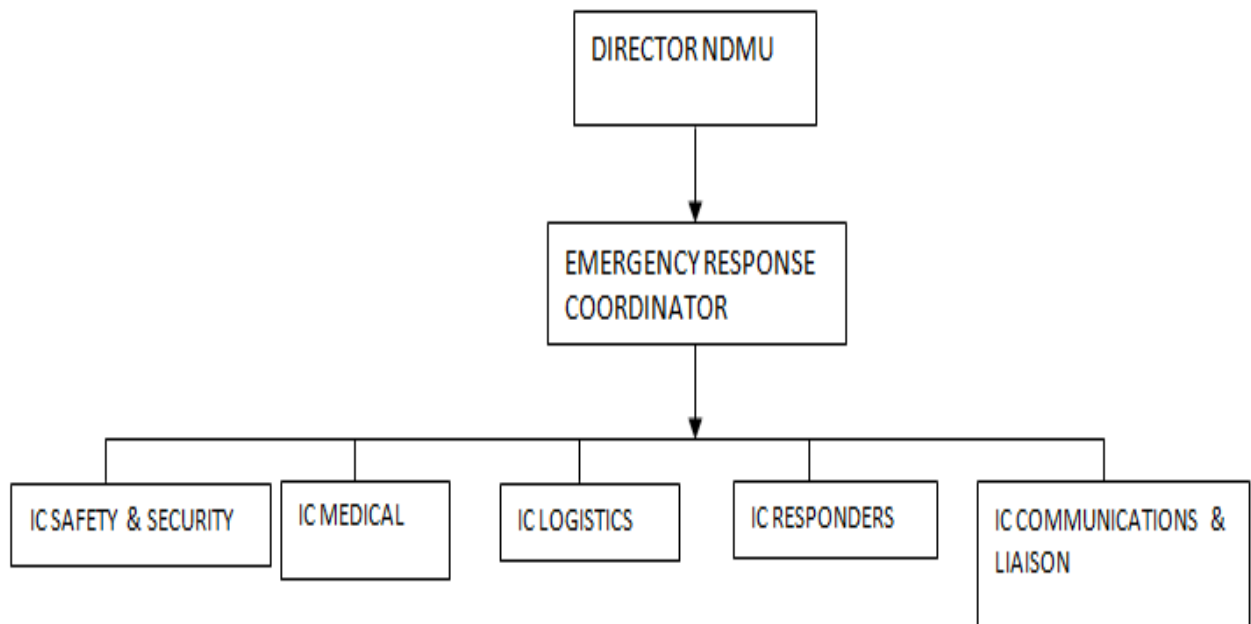 DIRECTOR NDMU
EMERGENCY RESPONSE
COORDINATOR
IC SAFETY & SECURITY
IC MEDICAL
IC LOGISTICS
IC RESPONDERS
IC COMMUNICATIONS &
LIAISON